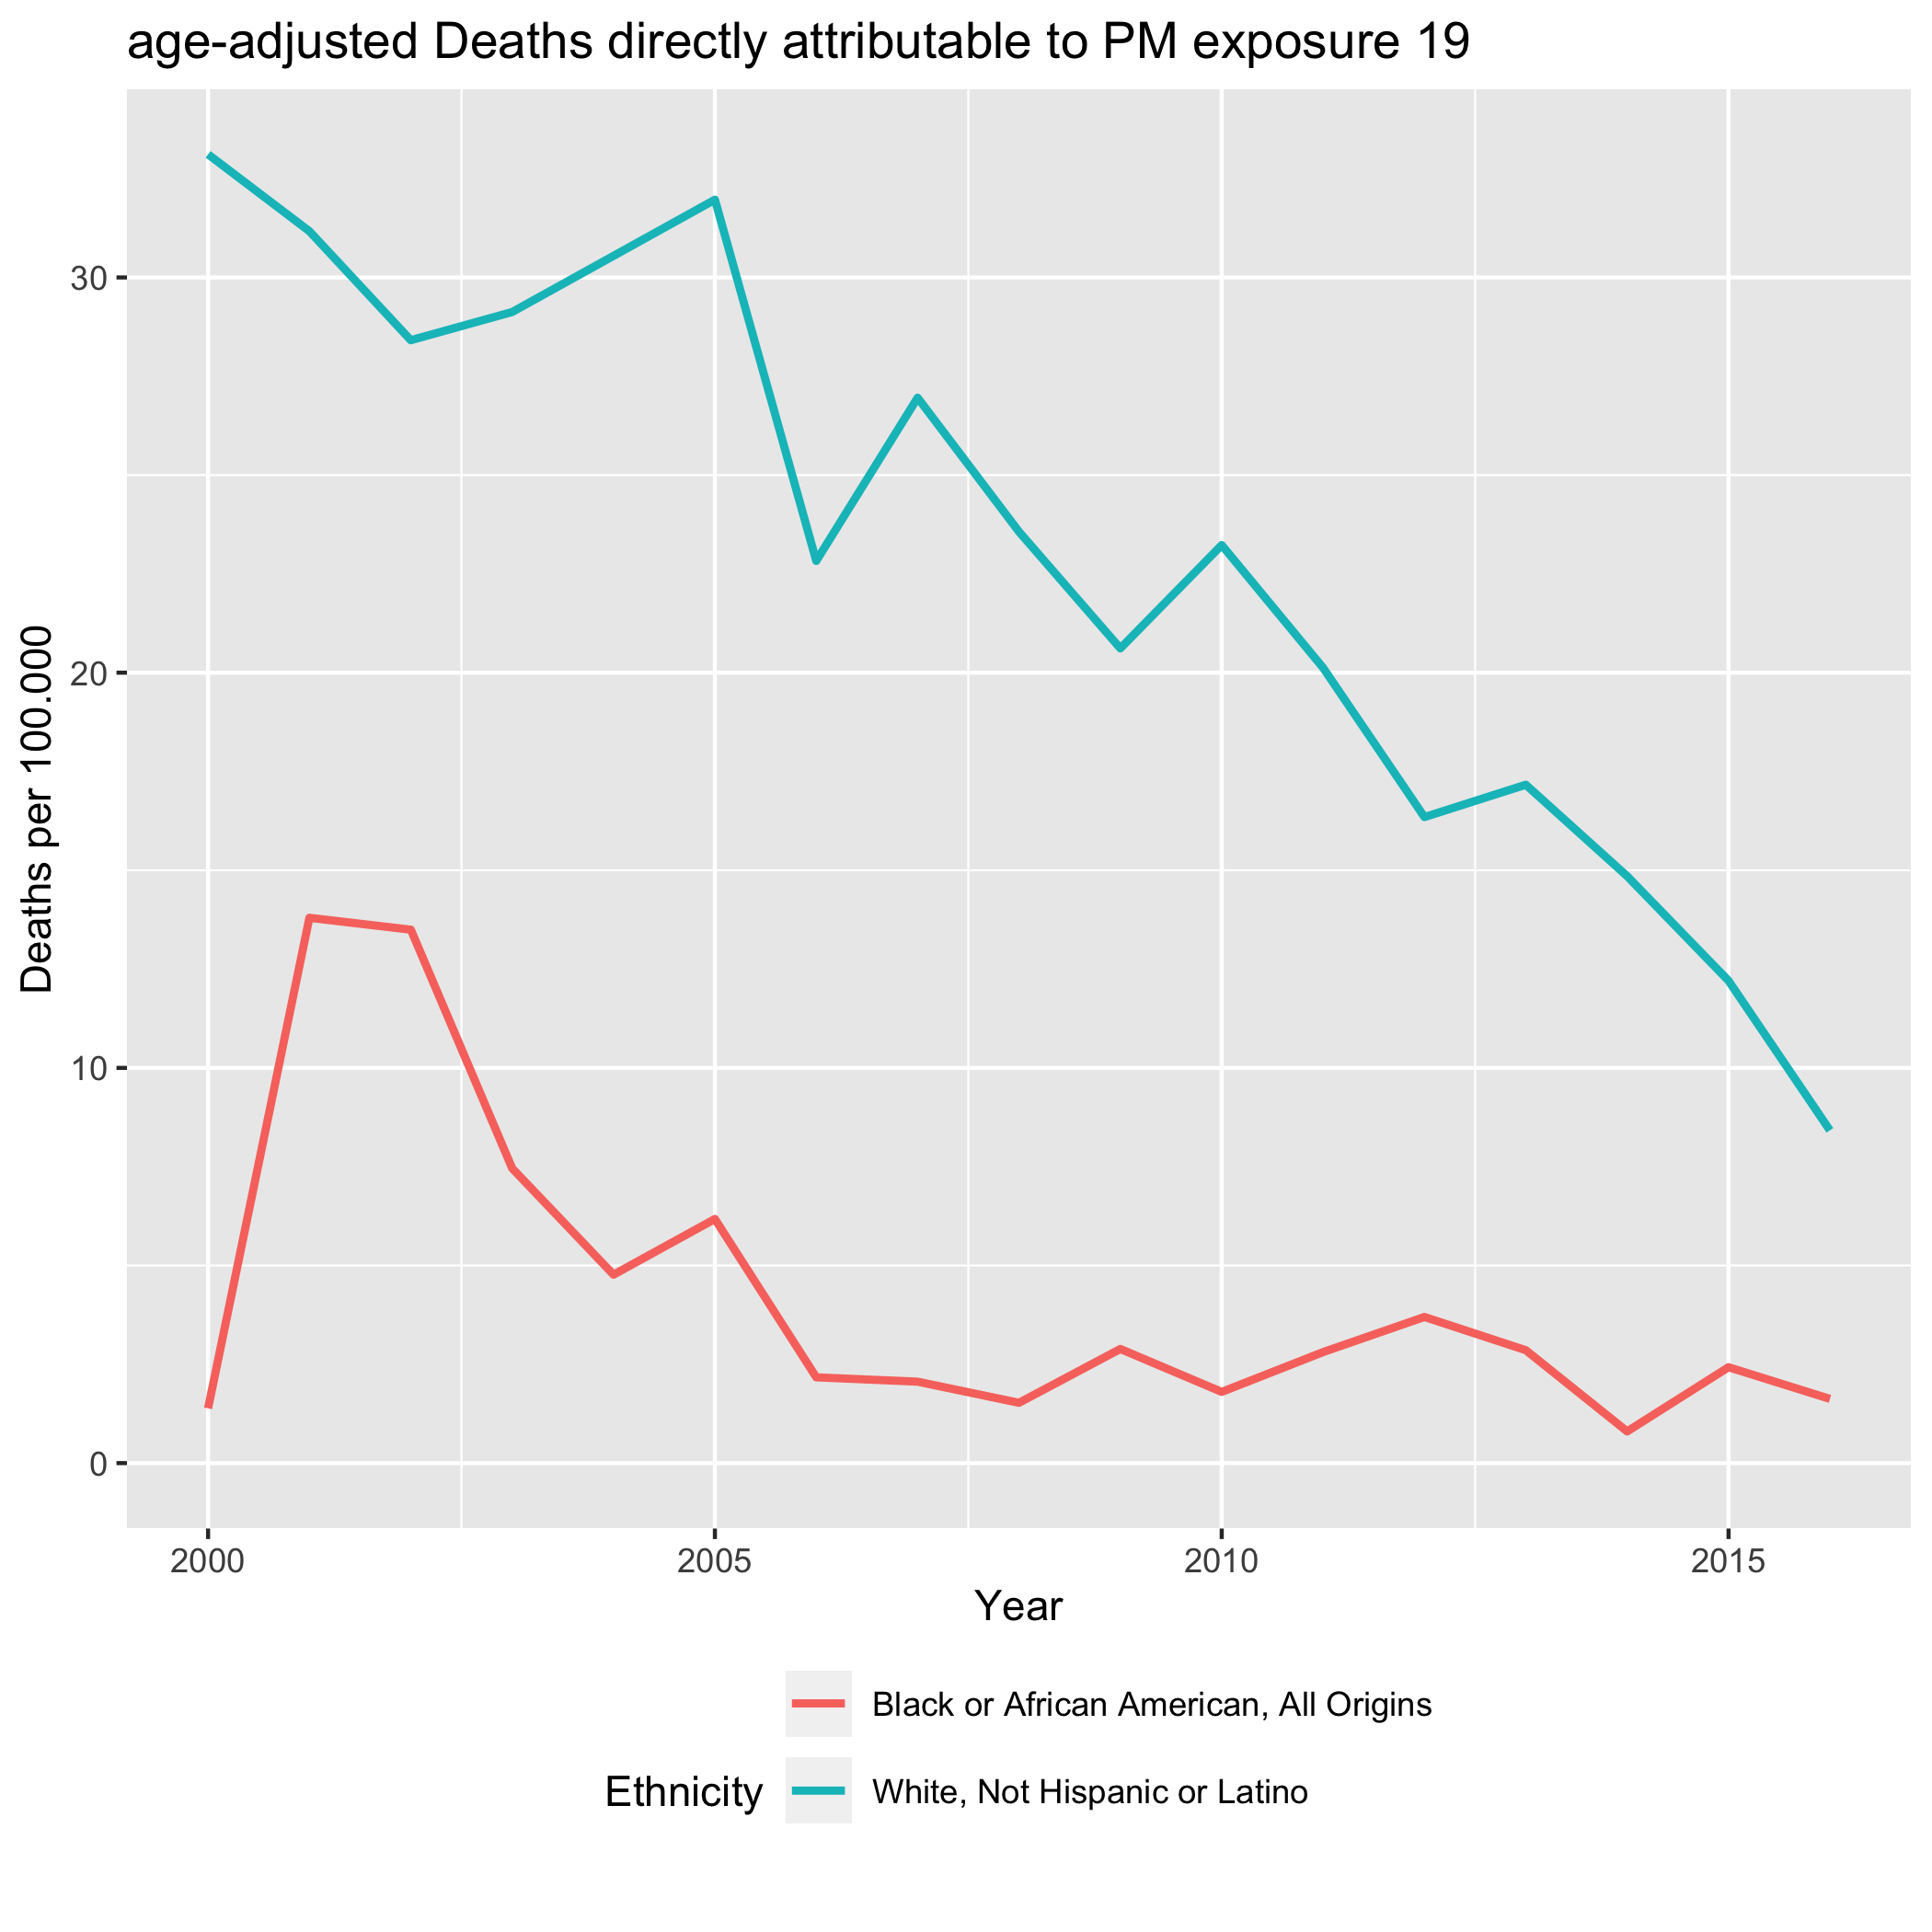 age-adjusted Deaths directly attributable to PM exposure 19
Deaths per 100.000
30
20
10
0
2000 2005 2010 2015
Year
Ethnicity
Black or African American, All Origins
White, Not Hispanic or Latino